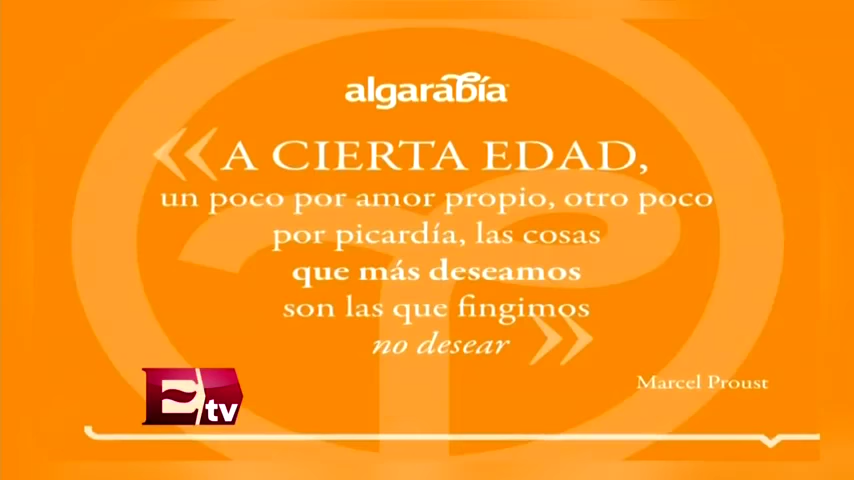 algarabía
« A CIERTA EDAD,
un poco por amor propio, otro poco
por picardía, las cosas
que más deseamos
son las que fingimos
no desear »
Marcel Proust
E tv